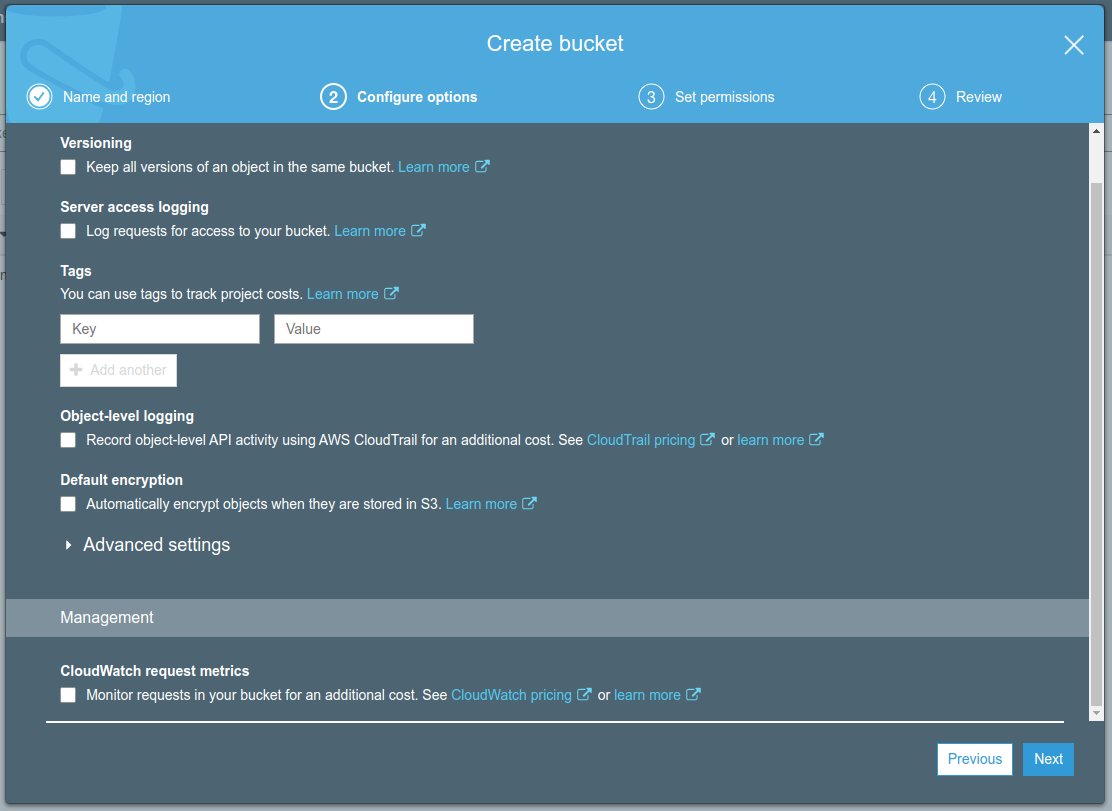 Create bucket
Name and region
2 Configure options
3 Set permissions
4 Review
Versioning
Keep all versions of an object in the same bucket. Learn more
Server access logging
Log requests for access to your bucket. Learn more
Tags
You can use tags to track project costs. Learn more
Key Value
Add another
Object-level logging
Record object-level API activity using AWS CloudTrail for an additional cost. See CloudTrail pricing or learn more
Default encryption
Automatically encrypt objects when they are stored in S3. Learn more
Advanced settings
Management
CloudWatch request metrics
Monitor requests in your bucket for an additional cost. See CloudWatch pricing or learn more
Previous Next